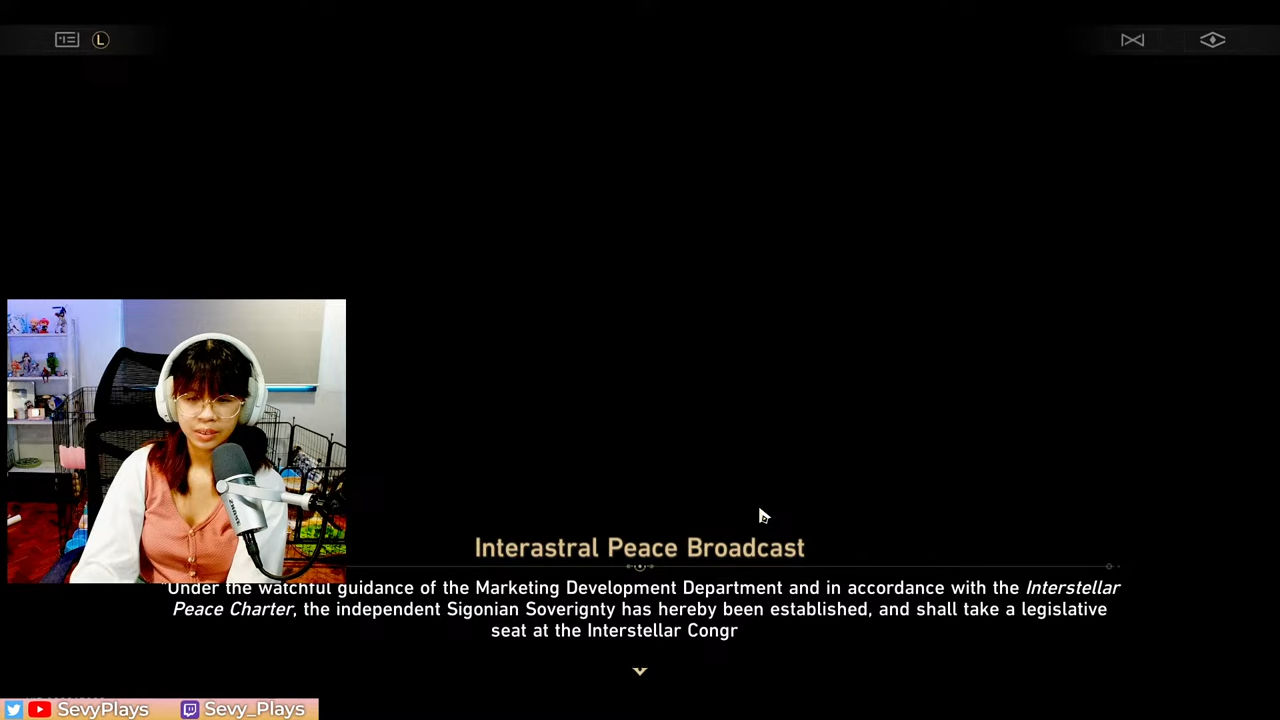 L
Interastral Peace Broadcast
"Under the watchful guidance of the Marketing Development Department and in accordance with the Interstellar
Peace Charter, the independent Sigonian Soverignty has hereby been established, and shall take a legislative
seat at the Interstellar Congr
SevyPlays Sevy_Plays